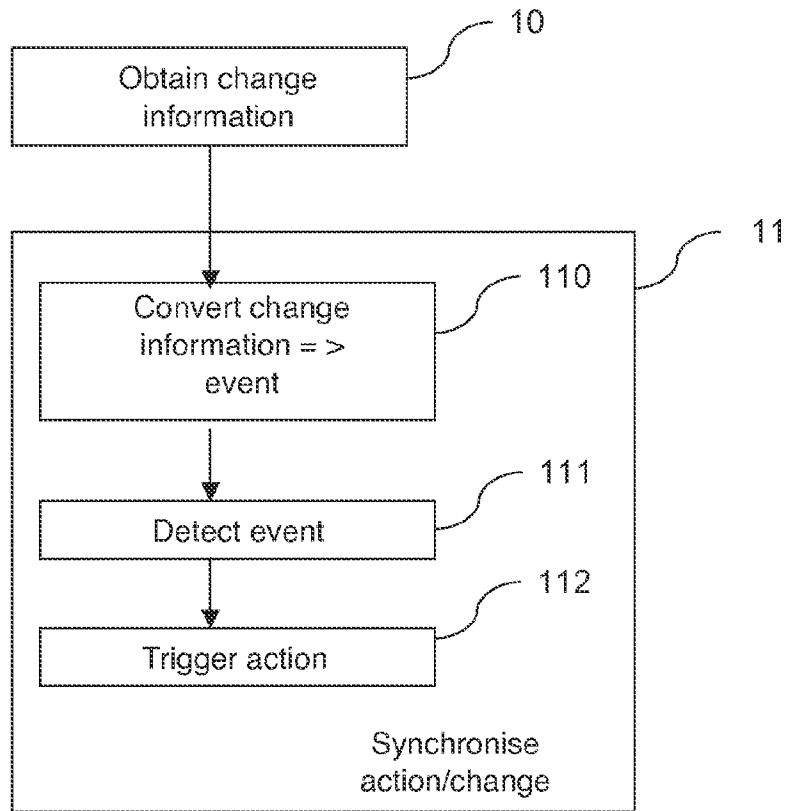 10
Obtain change
information
11
110
Convert change
information = >
event
111
Detect event
112
Trigger action
Synchronise
action/change